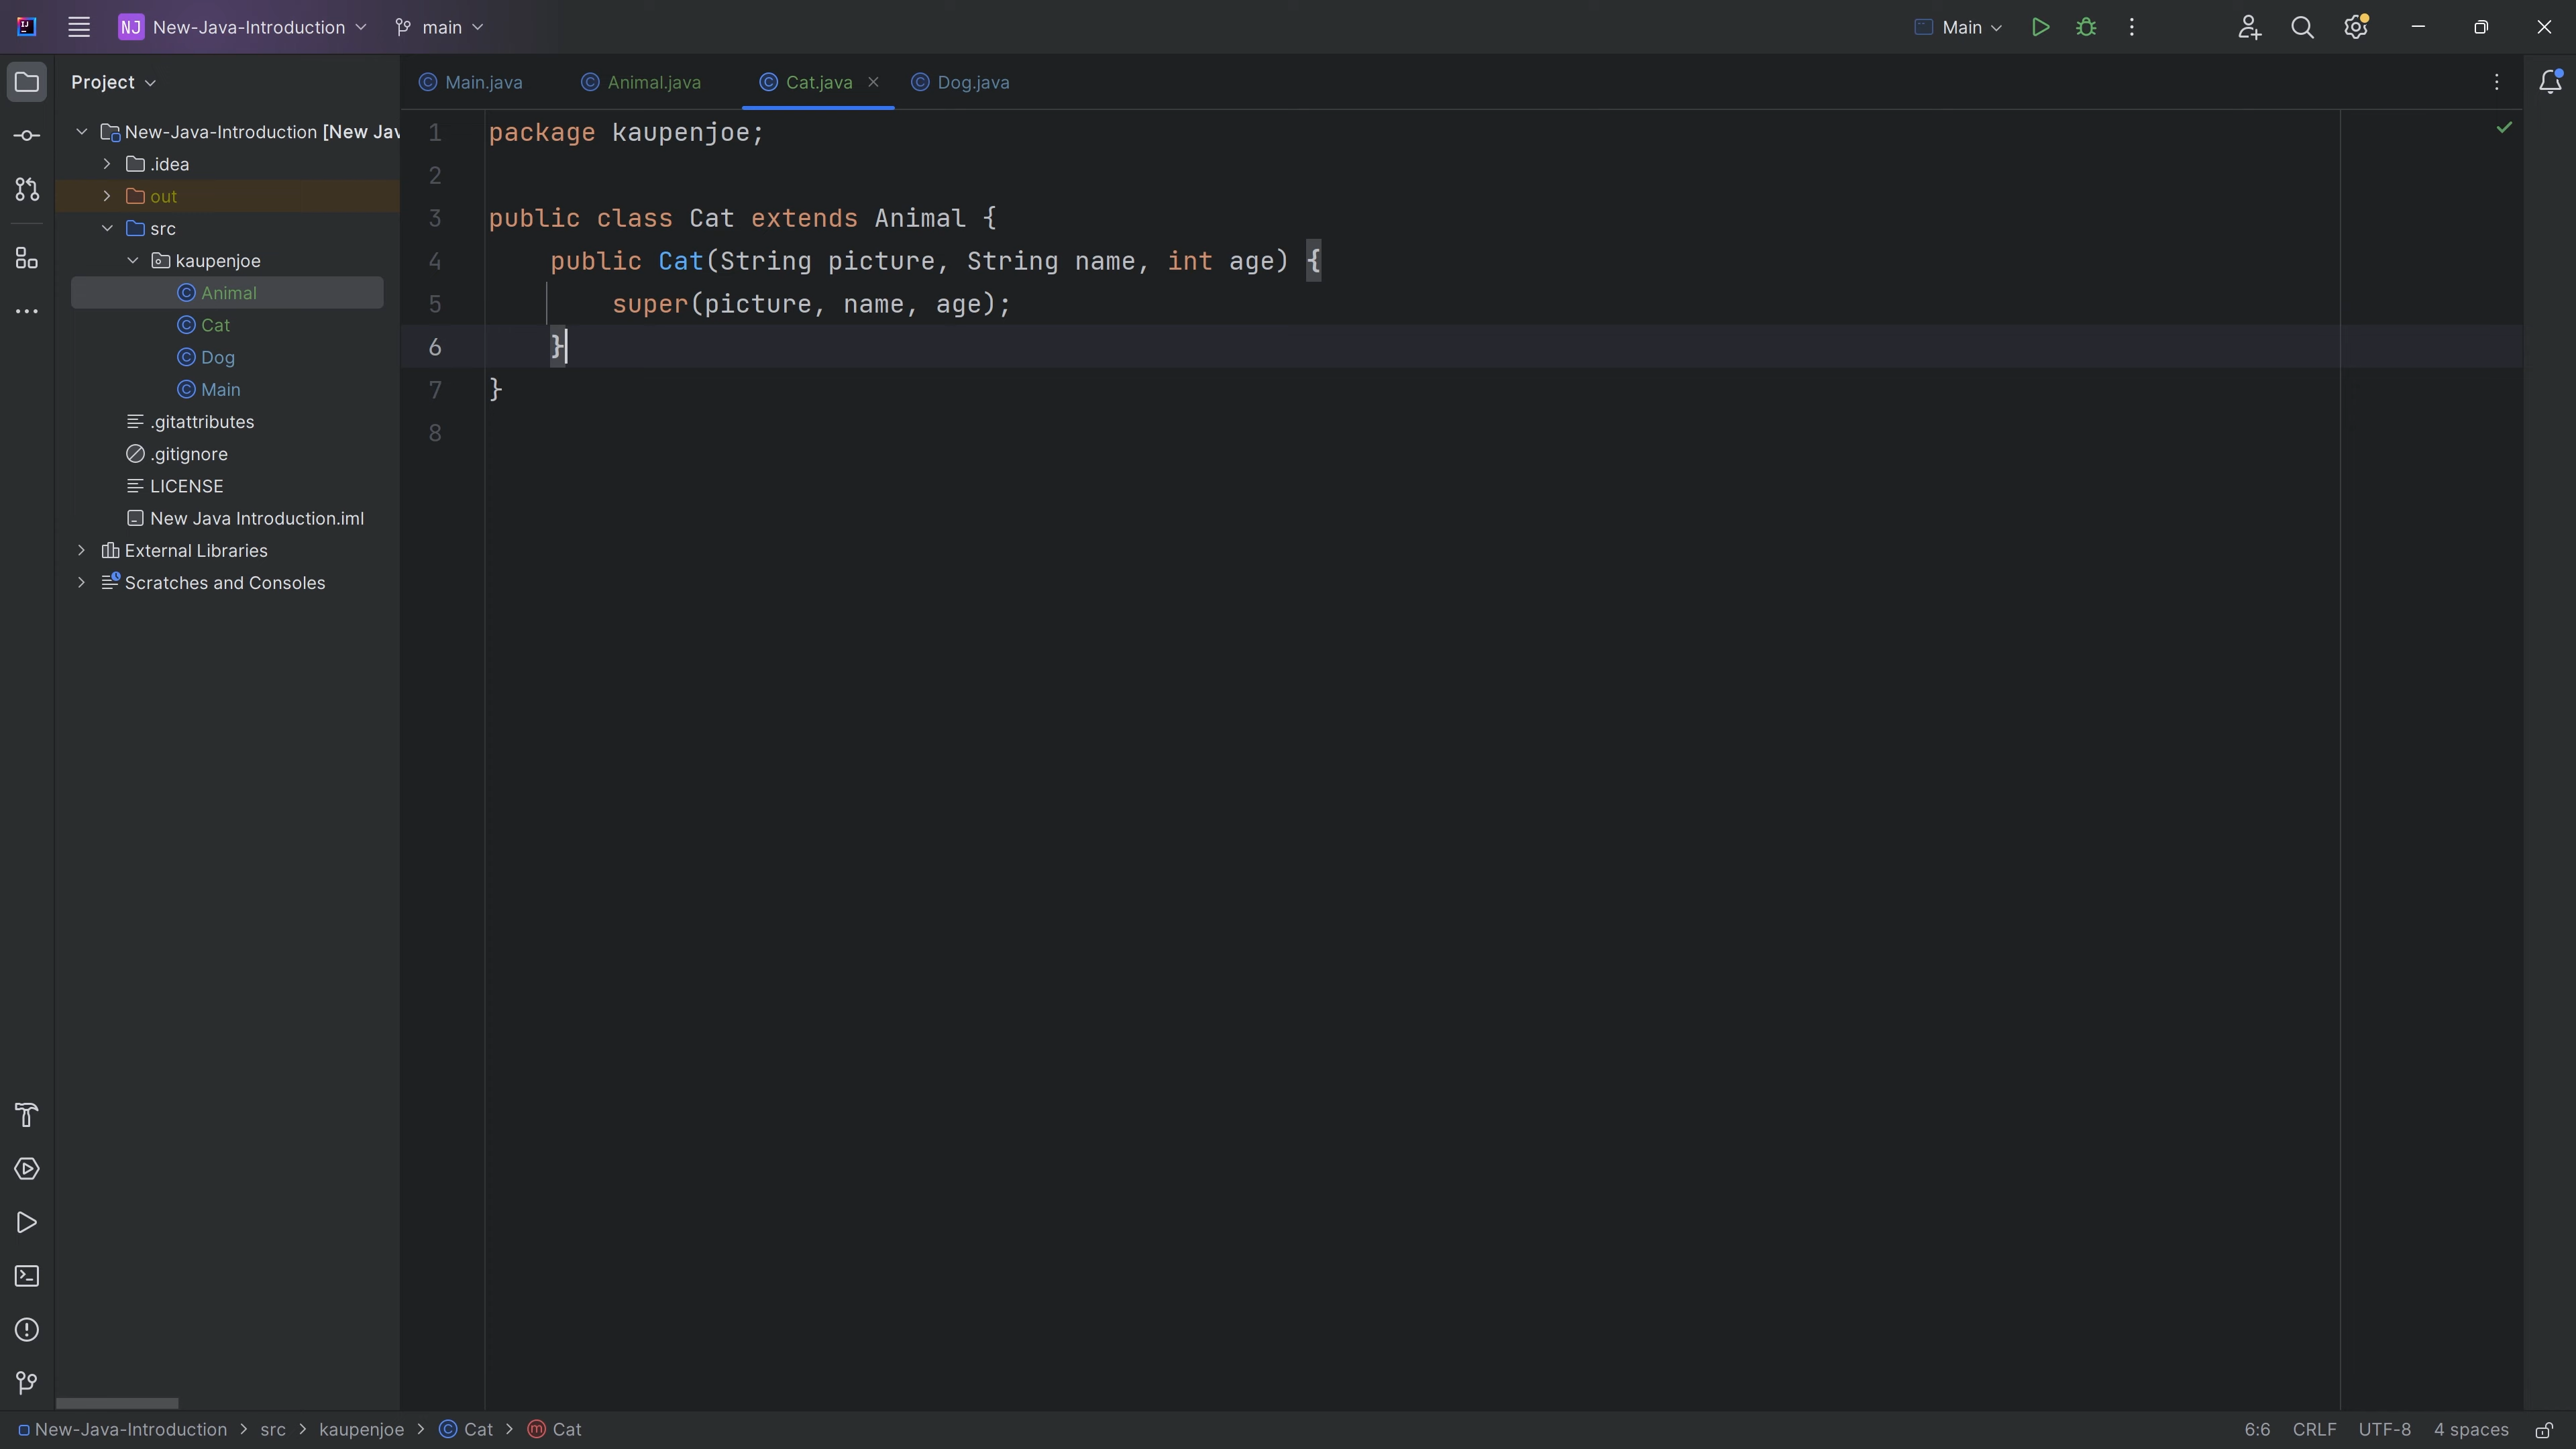 NJ New-Java-Introduction main Main
Project
New-Java-Introduction [New Jav
.idea
out
src
kaupenjoe
Animal
Cat
Dog
Main
.gitattributes
.gitignore
LICENSE
New Java Introduction.iml
External Libraries
Scratches and Consoles
Main.java Animal.java Cat.java Dog.java
1 package kaupenjoe;
2
3 public class Cat extends Animal {
4 public Cat(String picture, String name, int age) {
5 super(picture, name, age);
6 }
7 }
8
New-Java-Introduction > src > kaupenjoe > Cat > Cat
6:6 CRLF UTF-8 4 spaces